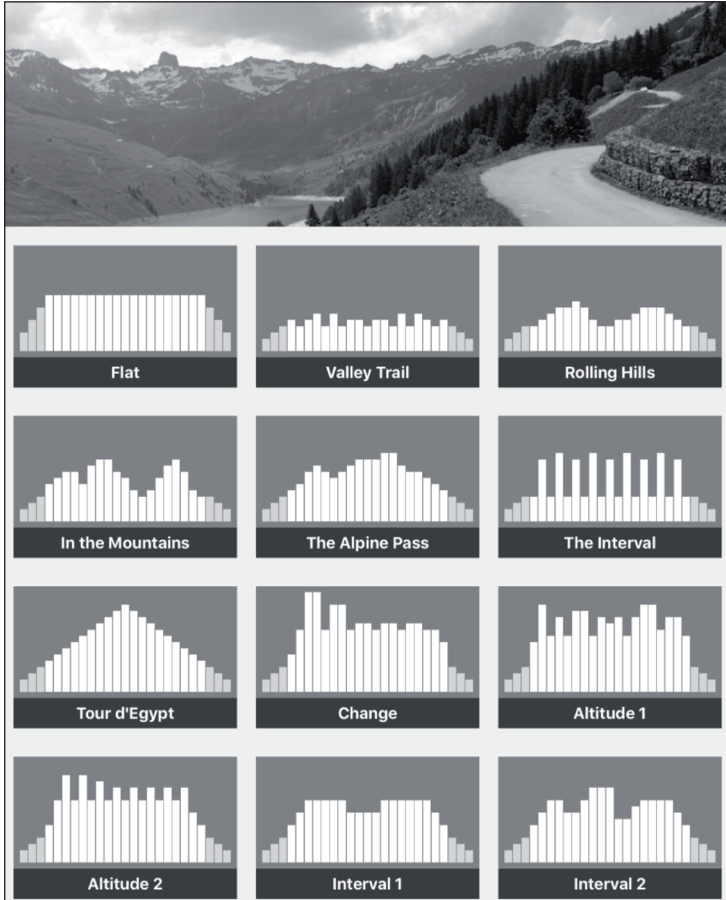 Flat
Valley Trail
Rolling Hills
In the Mountains
The Alpine Pass
The Interval
Tour d'Egypt
Change
Altitude 1
Altitude 2
Interval 1
Interval 2